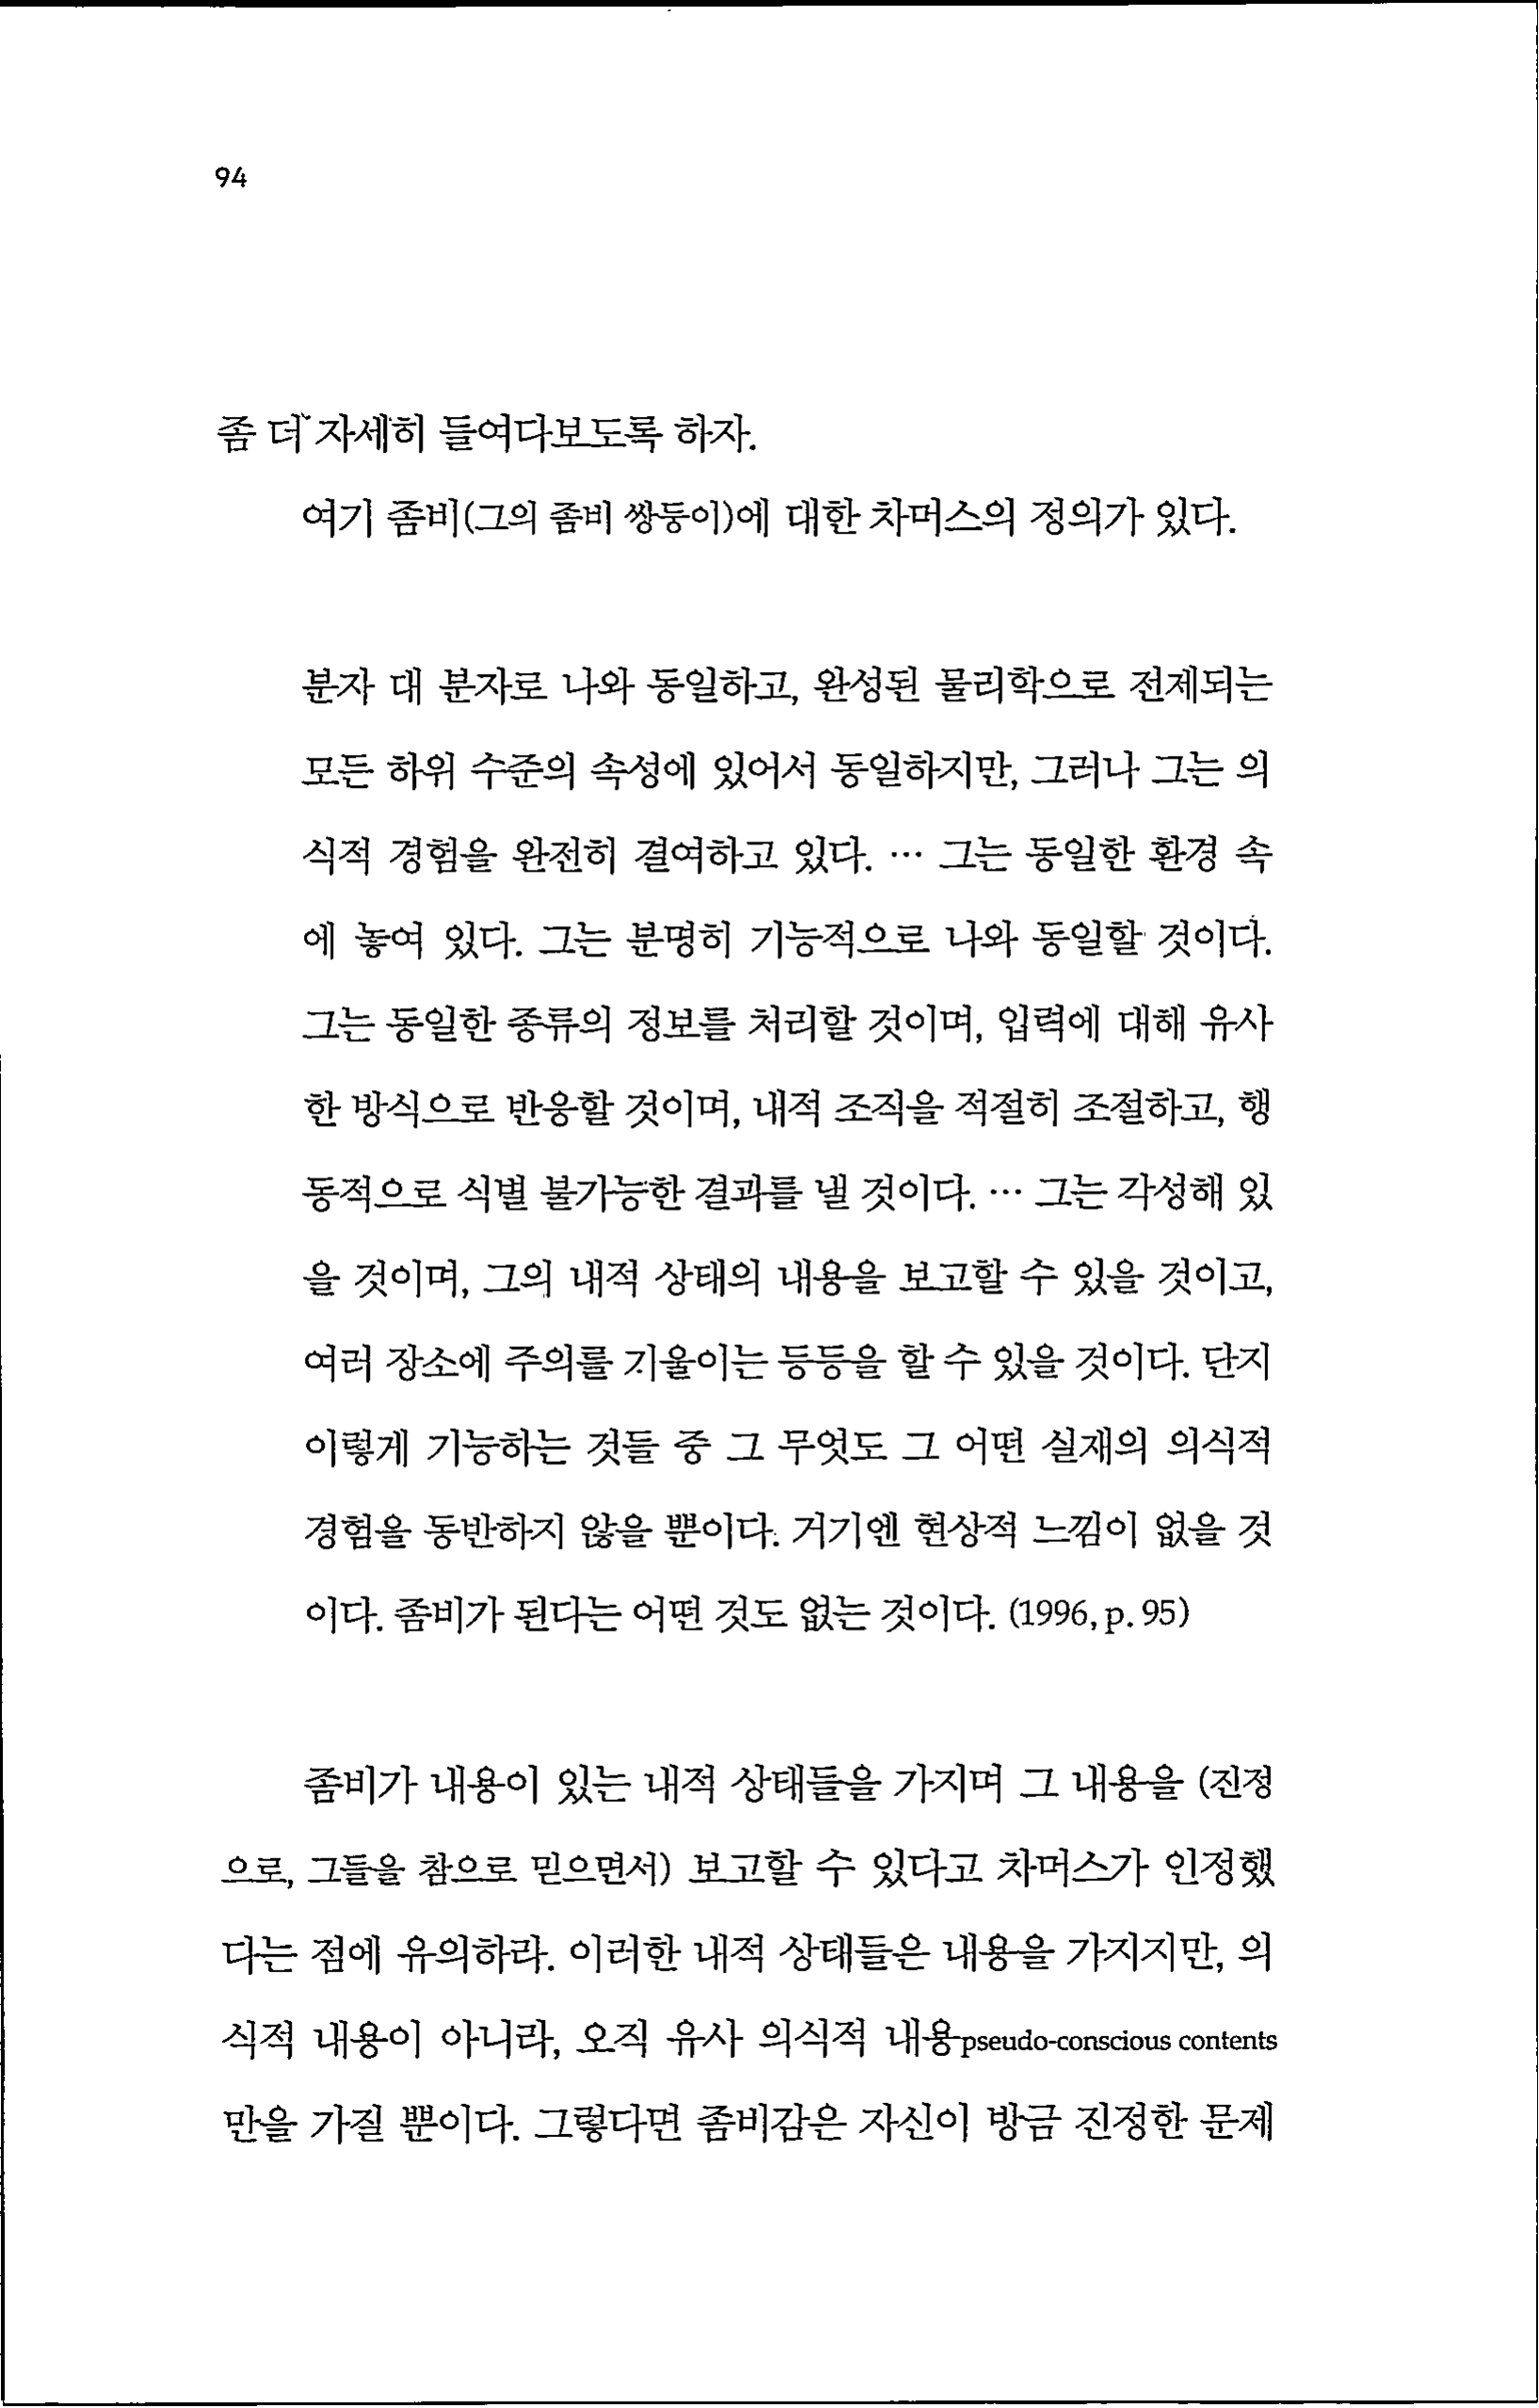 94
좀 더 자세히 들여다보도록 하자.
여기 좀비(그의 좀비 쌍둥이)에 대한 차머스의 정의가 있다.
분자 대 분자로 나와 동일하고, 완성된 물리학으로 전제되는
모든 하위 수준의 속성에 있어서 동일하지만, 그러나 그는 의
식적 경험을 완전히 결여하고 있다. … 그는 동일한 환경 속
에 놓여 있다. 그는 분명히 기능적으로 나와 동일할 것이다.
그는 동일한 종류의 정보를 처리할 것이며, 입력에 대해 유사
한 방식으로 반응할 것이며, 내적 조직을 적절히 조절하고, 행
동적으로 식별 불가능한 결과를 낼 것이다. … 그는 각성해 있
을 것이며, 그의 내적 상태의 내용을 보고할 수 있을 것이고,
여러 장소에 주의를 기울이는 등등을 할 수 있을 것이다. 단지
이렇게 기능하는 것들 중 그 무엇도 그 어떤 실재의 의식적
경험을 동반하지 않을 뿐이다. 거기엔 현상적 느낌이 없을 것
이다. 좀비가 된다는 어떤 것도 없는 것이다. (1996, p. 95)
좀비가 내용이 있는 내적 상태들을 가지며 그 내용을 (진정
으로, 그들을 참으로 믿으면서) 보고할 수 있다고 차머스가 인정했
다는 점에 유의하라. 이러한 내적 상태들은 내용을 가지지만, 의
식적 내용이 아니라, 오직 유사 의식적 내용pseudo-conscious contents
만을 가질 뿐이다. 그렇다면 좀비감은 자신이 방금 진정한 문제